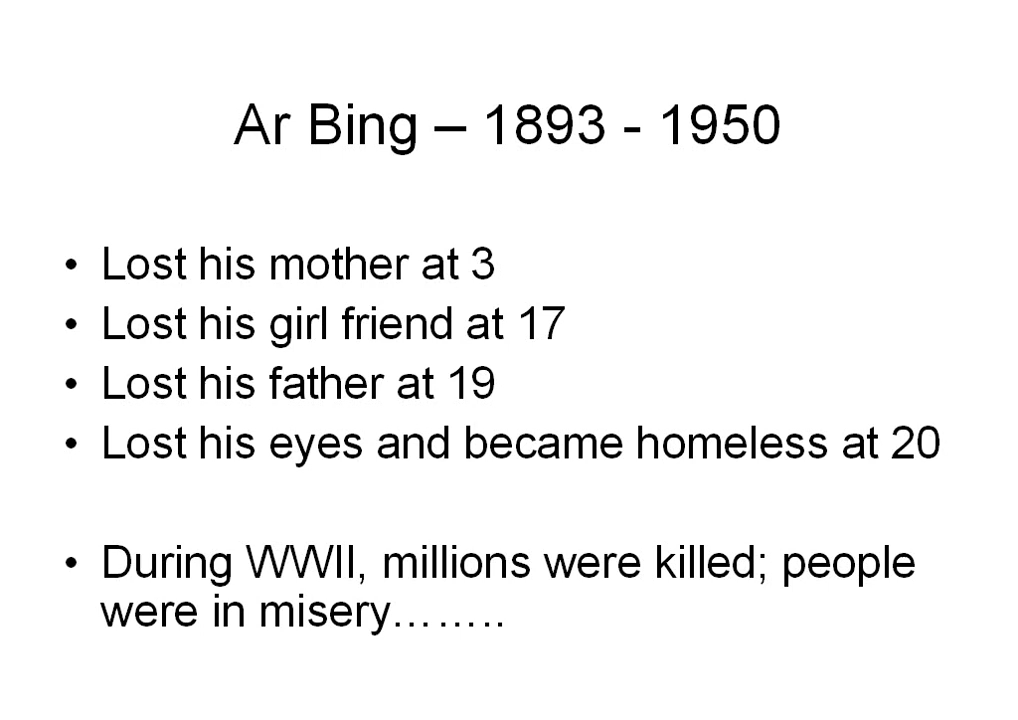 Ar Bing – 1893 - 1950
• Lost his mother at 3
• Lost his girl friend at 17
• Lost his father at 19
• Lost his eyes and became homeless at 20
• During WWII, millions were killed; people
were in misery……..